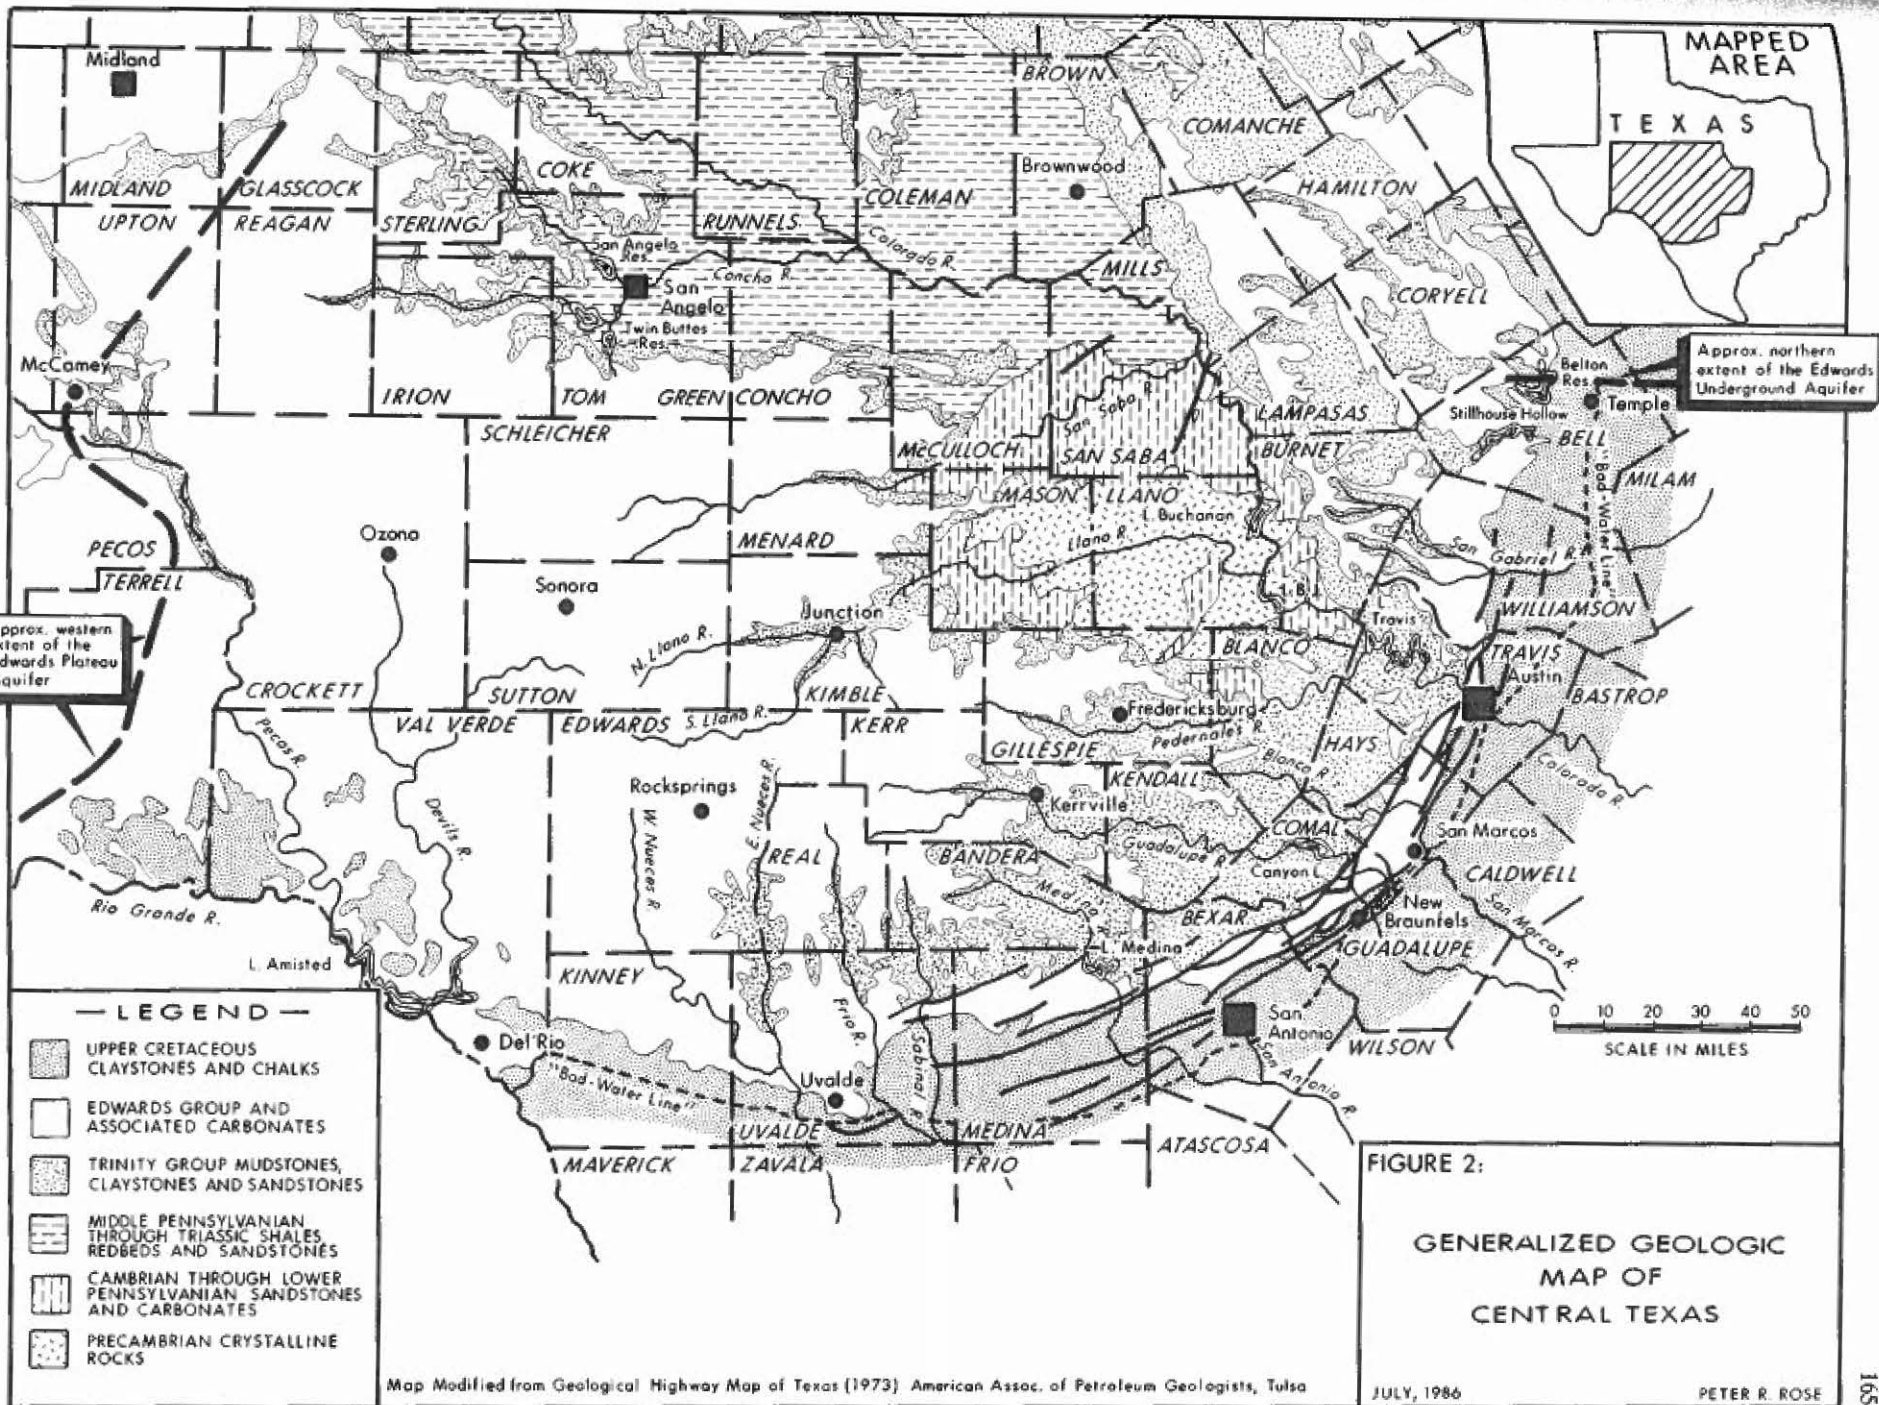 MAPPED
AREA
TEXAS
Midland
BROWN
COMANCHE
MIDLAND
GLASSCOCK
COKE
COLEMAN
Brownwood
HAMILTON
UPTON
REAGAN
STERLING
RUNNELS
San Angelo
Res.
Colorado R.
Concho R.
MILLS
San
Angelo
CORYELL
Twin Buttes
Res.
McCamey
Belton
Res.
Approx. northern
extent of the Edwards
Underground Aquifer
IRION
TOM GREEN
CONCHO
San Saba R.
LAMPASAS
Stillhouse Hollow
Temple
SCHLEICHER
McCULLOCH
SAN SABA
BURNET
BELL
"Bad-Water Line"
MILAM
MASON
LLANO
L. Buchanan
Ozona
MENARD
Llano R.
San Gabriel R.
PECOS
TERRELL
Sonora
Junction
L.B.J.
WILLIAMSON
L.
Travis
approx. western
extent of the
Edwards Plateau
aquifer
N. Llano R.
BLANCO
TRAVIS
Austin
CROCKETT
SUTTON
KIMBLE
BASTROP
VAL VERDE
EDWARDS
S. Llano R.
KERR
Fredericksburg
Pedernales R.
Pecos R.
GILLESPIE
HAYS
Blanco R.
Colorado R.
Rocksprings
KENDALL
Kerrville
Devils R.
W. Nueces R.
E. Nueces R.
COMAL
San Marcos
REAL
BANDERA
Guadalupe R.
Canyon L.
CALDWELL
Rio Grande R.
Medina R.
BEXAR
New
Braunfels
San Marcos R.
L. Medina
GUADALUPE
L. Amisted
KINNEY
Frio R.
Sabinal R.
San
Antonio
0 10 20 30 40 50
SCALE IN MILES
Del Rio
WILSON
"Bad-Water Line"
Uvalde
San Antonio R.
UVALDE
MEDINA
ATASCOSA
MAVERICK
ZAVALA
FRIO
—LEGEND—
UPPER CRETACEOUS
CLAYSTONES AND CHALKS
EDWARDS GROUP AND
ASSOCIATED CARBONATES
TRINITY GROUP MUDSTONES,
CLAYSTONES AND SANDSTONES
MIDDLE PENNSYLVANIAN
THROUGH TRIASSIC SHALES,
REDBEDS AND SANDSTONES
CAMBRIAN THROUGH LOWER
PENNSYLVANIAN SANDSTONES
AND CARBONATES
PRECAMBRIAN CRYSTALLINE
ROCKS
FIGURE 2:
GENERALIZED GEOLOGIC
MAP OF
CENTRAL TEXAS
Map Modified from Geological Highway Map of Texas (1973) American Assoc. of Petroleum Geologists, Tulsa
JULY, 1986
PETER R. ROSE
165